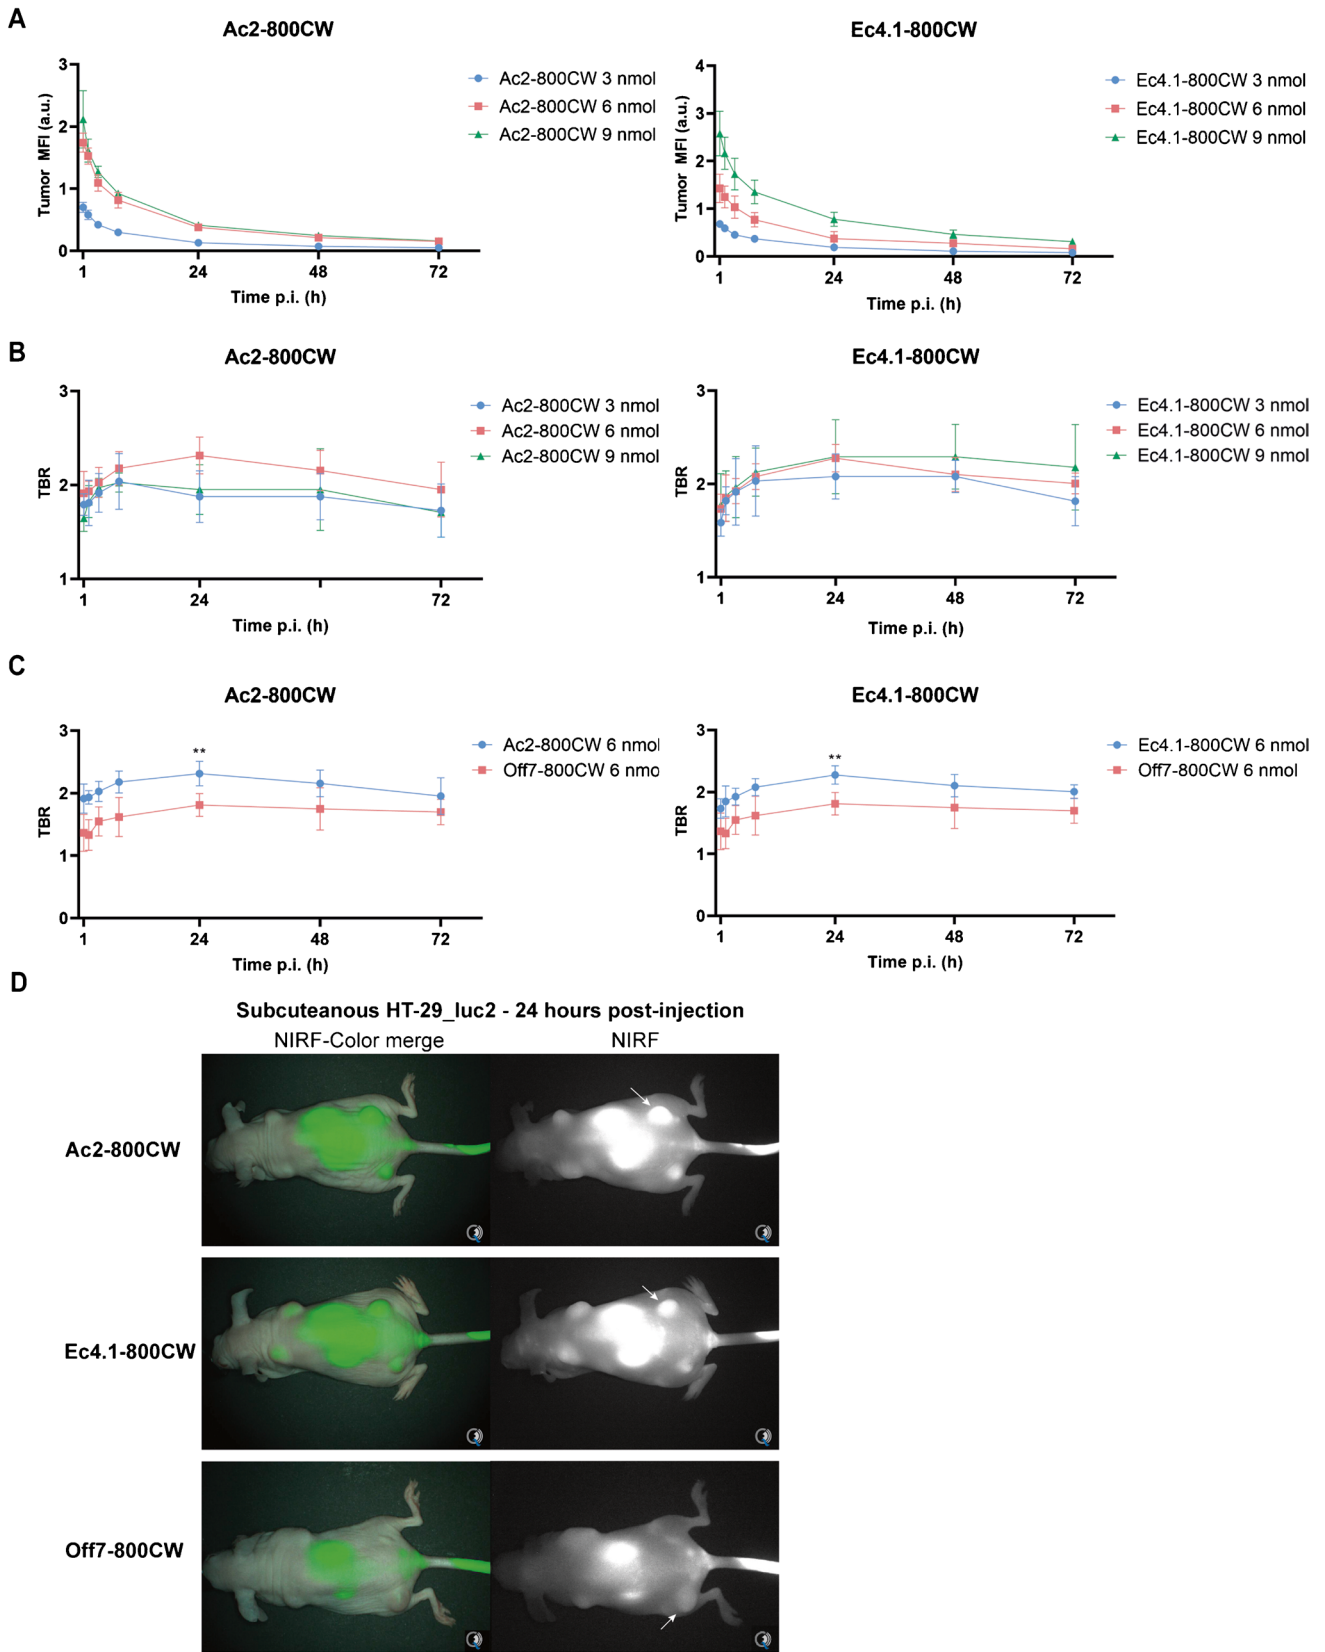 A
Ac2-800CW
Ec4.1-800CW
3
2
1
0
Tumor MFI (a.u.)
1 24 48 72
Time p.i. (h)
Ac2-800CW 3 nmol
Ac2-800CW 6 nmol
Ac2-800CW 9 nmol
4
3
2
1
0
Tumor MFI (a.u.)
1 24 48 72
Time p.i. (h)
Ec4.1-800CW 3 nmol
Ec4.1-800CW 6 nmol
Ec4.1-800CW 9 nmol
B
Ac2-800CW
Ec4.1-800CW
3
2
1
TBR
1 24 48 72
Time p.i. (h)
Ac2-800CW 3 nmol
Ac2-800CW 6 nmol
Ac2-800CW 9 nmol
3
2
1
TBR
1 24 48 72
Time p.i. (h)
Ec4.1-800CW 3 nmol
Ec4.1-800CW 6 nmol
Ec4.1-800CW 9 nmol
C
Ac2-800CW
Ec4.1-800CW
3
2
1
0
TBR
**
1 24 48 72
Time p.i. (h)
Ac2-800CW 6 nmol
Off7-800CW 6 nmo
3
2
1
0
TBR
**
1 24 48 72
Time p.i. (h)
Ec4.1-800CW 6 nmol
Off7-800CW 6 nmol
D
Subcuteanous HT-29_luc2 - 24 hours post-injection
NIRF-Color merge NIRF
Ac2-800CW
Ec4.1-800CW
Off7-800CW